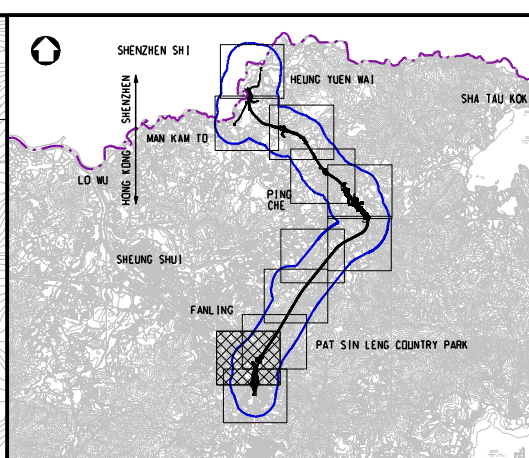 SHENZHEN SHI
HEUNG YUEN WAI
SHENZHEN
HONG KONG
SHA TAU KOK
MAN KAM TO
LO WU
PING
CHE
SHEUNG SHUI
FANLING
PAT SIN LENG COUNTRY PARK